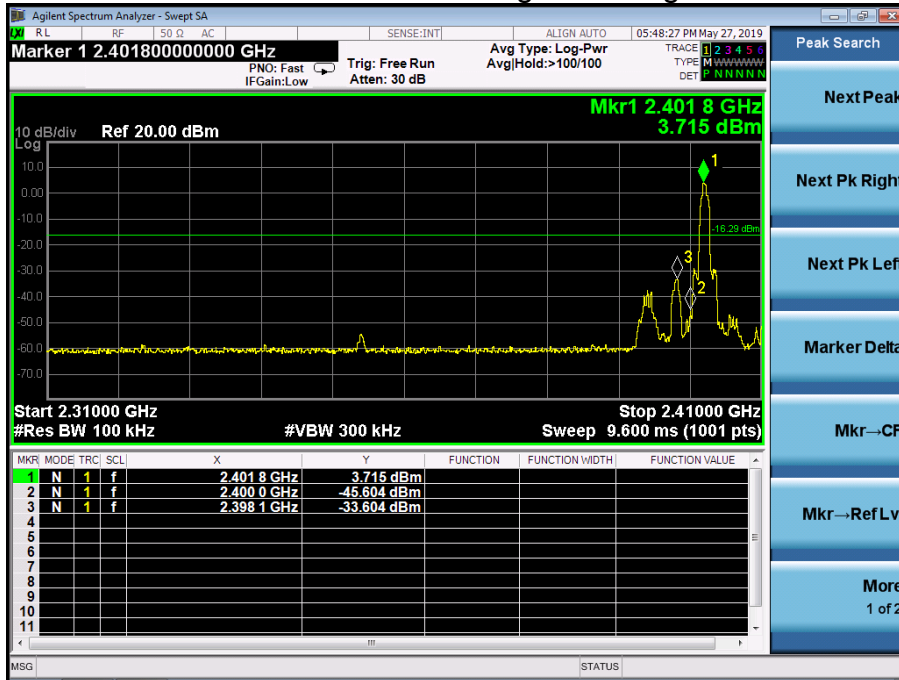 Agilent Spectrum Analyzer - Swept SA
LXI RL RF 50 Ω AC SENSE:INT ALIGN AUTO 05:48:27 PM May 27, 2019
Marker 1 2.401800000000 GHz
PNO: Fast
IFGain:Low
Trig: Free Run
Atten: 30 dB
Avg Type: Log-Pwr
Avg|Hold:>100/100
TRACE 1 2 3 4 5 6
TYPE M WWWWW
DET P N N N N N
Peak Search
Mkr1 2.401 8 GHz
3.715 dBm
10 dB/div Ref 20.00 dBm
Log
10.0
0.00
-10.0
-20.0
-30.0
-40.0
-50.0
-60.0
-70.0
1
-16.29 dBm
3
2
Start 2.31000 GHz Stop 2.41000 GHz
#Res BW 100 kHz #VBW 300 kHz Sweep 9.600 ms (1001 pts)
MKR MODE TRC SCL X Y FUNCTION FUNCTION WIDTH FUNCTION VALUE
1 N 1 f 2.401 8 GHz 3.715 dBm
2 N 1 f 2.400 0 GHz -45.604 dBm
3 N 1 f 2.398 1 GHz -33.604 dBm
4
5
6
7
8
9
10
11
MSG STATUS
Next Peak
Next Pk Right
Next Pk Left
Marker Delta
Mkr→CF
Mkr→Ref Lv
More
1 of 2